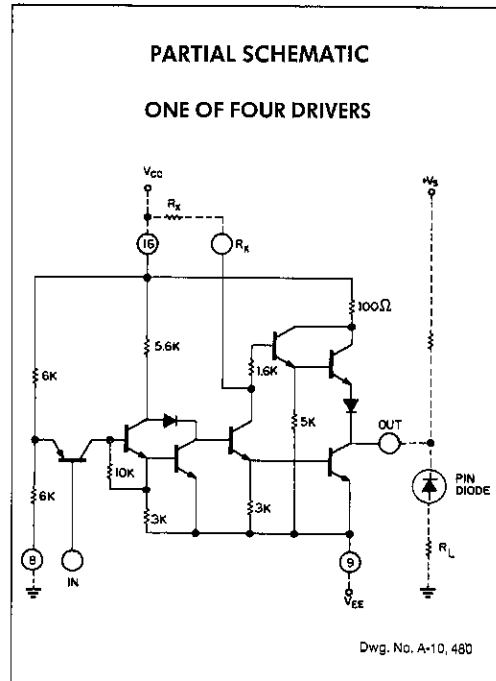 PARTIAL SCHEMATIC
ONE OF FOUR DRIVERS
VCC
RX
+VS
16
RX
100Ω
5.6K
6K
1.6K
5K
OUT
10K
PIN
DIODE
6K
3K
3K
RL
8
IN
9
VEE
Dwg. No. A-10, 480